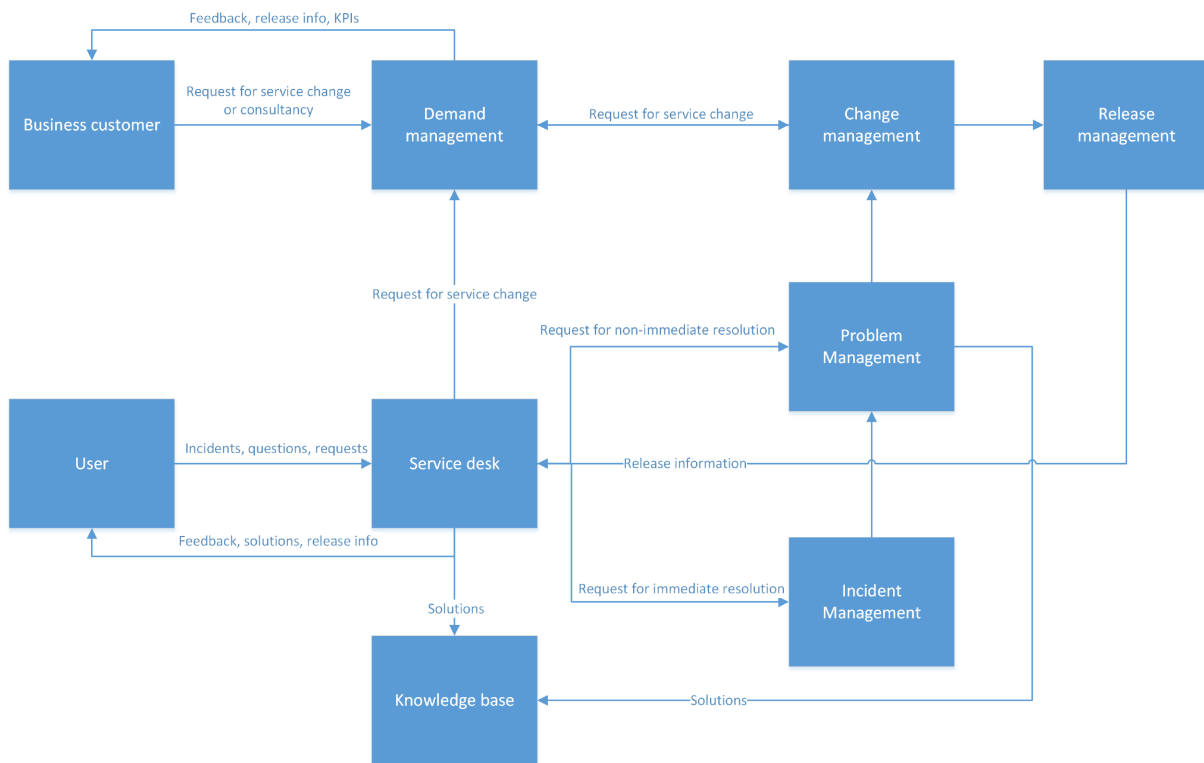 Feedback, release info, KPIs
Business customer
Request for service change
or consultancy
Demand
management
Request for service change
Change
management
Release
management
Request for service change
Request for non-immediate resolution
Problem
Management
User
Incidents, questions, requests
Service desk
Release information
Feedback, solutions, release info
Request for immediate resolution
Incident
Management
Solutions
Knowledge base
Solutions